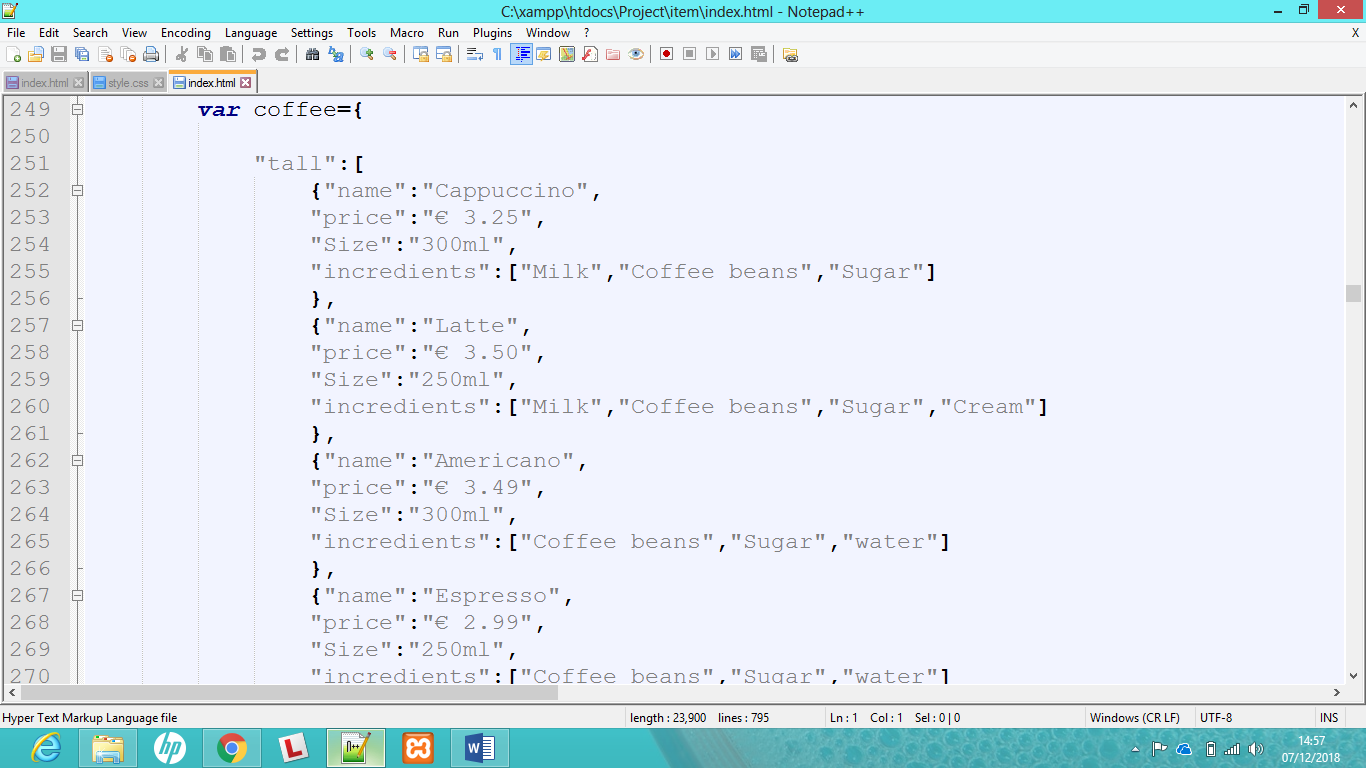 C:\xampp\htdocs\Project\item\index.html - Notepad++
File Edit Search View Encoding Language Settings Tools Macro Run Plugins Window ? X
index.html style.css index.html
249 var coffee={
250
251 "tall":[
252 {"name":"Cappuccino",
253 "price":"€ 3.25",
254 "Size":"300ml",
255 "incredients":["Milk","Coffee beans","Sugar"]
256 },
257 {"name":"Latte",
258 "price":"€ 3.50",
259 "Size":"250ml",
260 "incredients":["Milk","Coffee beans","Sugar","Cream"]
261 },
262 {"name":"Americano",
263 "price":"€ 3.49",
264 "Size":"300ml",
265 "incredients":["Coffee beans","Sugar","water"]
266 },
267 {"name":"Espresso",
268 "price":"€ 2.99",
269 "Size":"250ml",
270 "incredients":["Coffee beans","Sugar","water"]
Hyper Text Markup Language file length : 23,900 lines : 795 Ln : 1 Col : 1 Sel : 0 | 0 Windows (CR LF) UTF-8 INS
14:57
07/12/2018